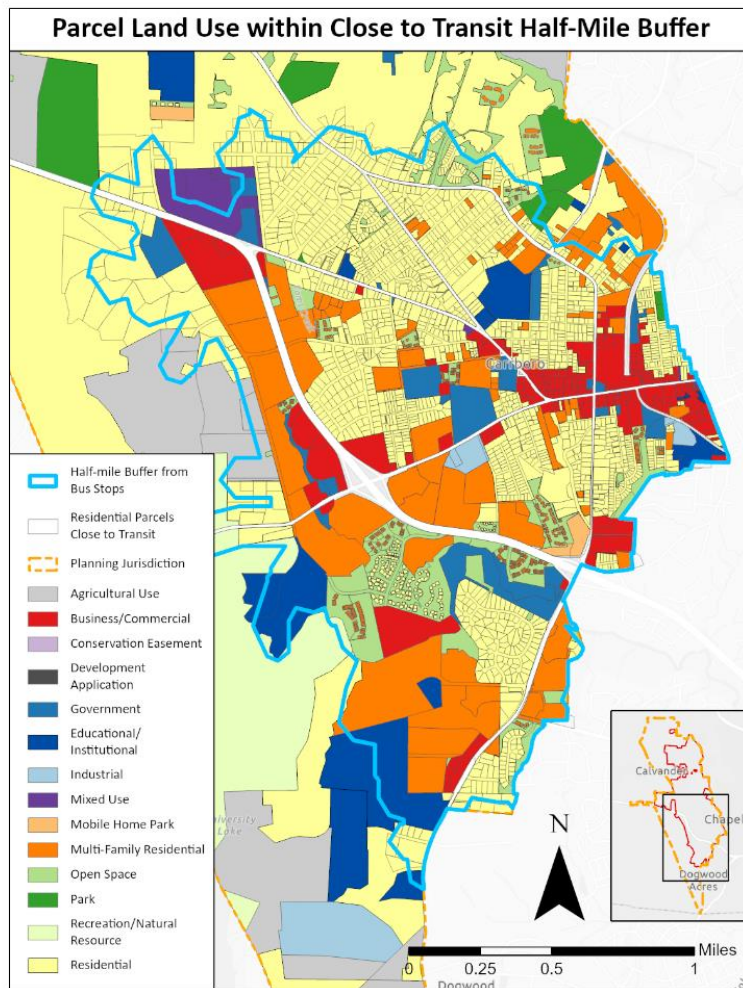 Parcel Land Use within Close to Transit Half-Mile Buffer
Carrboro
Half-mile Buffer from
Bus Stops
Residential Parcels
Close to Transit
Planning Jurisdiction
Agricultural Use
Business/Commercial
Conservation Easement
Development
Application
Government
Educational/
Institutional
Industrial
Mixed Use
Mobile Home Park
Multi-Family Residential
Open Space
Park
Recreation/Natural
Resource
Residential
University
Lake
Calvander
Chapel
Dogwood
Acres
N
Miles
0 0.25 0.5 1
Dogwood